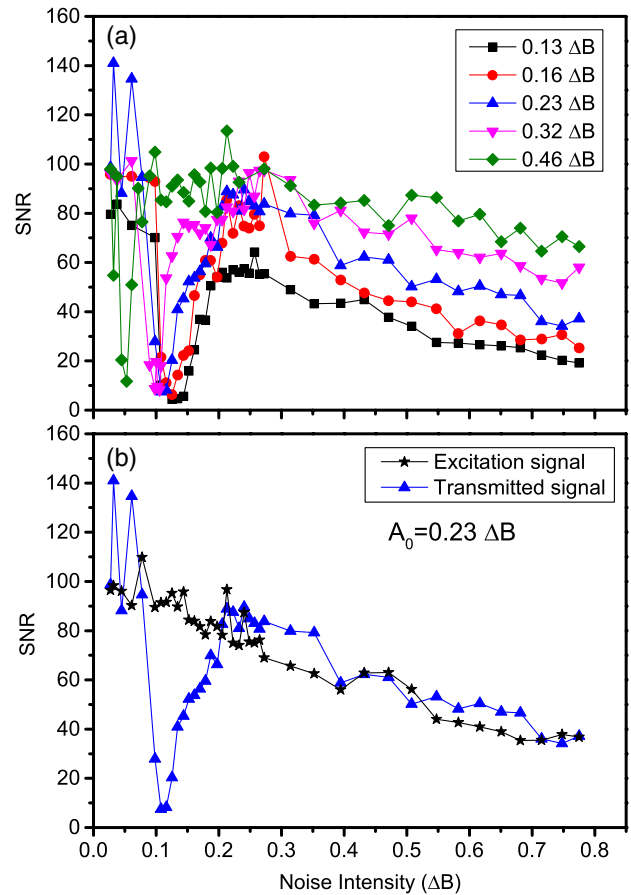 (a)
0.13 ΔB
0.16 ΔB
0.23 ΔB
0.32 ΔB
0.46 ΔB
160
140
120
100
80
60
40
20
0
SNR
(b)
Excitation signal
Transmitted signal
A₀=0.23 ΔB
160
140
120
100
80
60
40
20
0
SNR
0.0 0.1 0.2 0.3 0.4 0.5 0.6 0.7 0.8
Noise Intensity (ΔB)